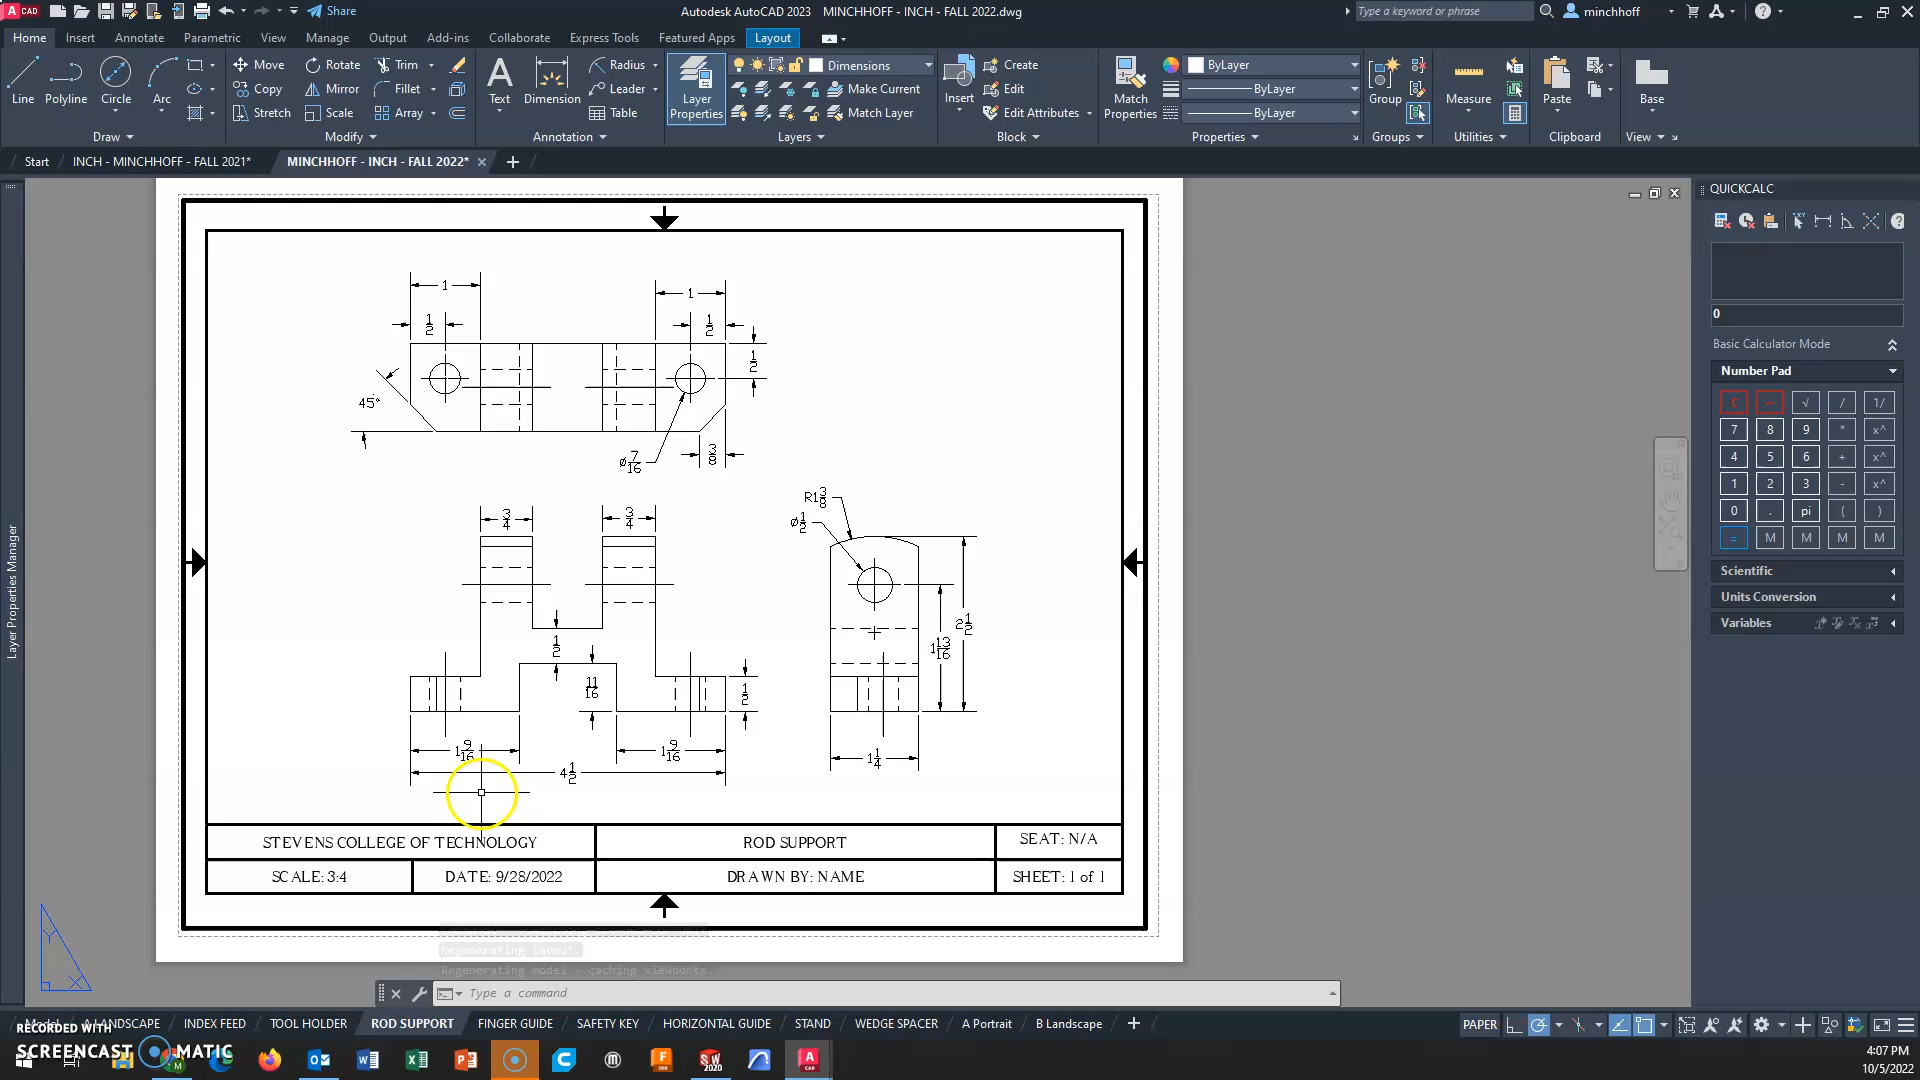 Share
Autodesk AutoCAD 2023 MINCHHOFF - INCH - FALL 2022.dwg
Type a keyword or phrase
minchhoff
Home Insert Annotate Parametric View Manage Output Add-ins Collaborate Express Tools Featured Apps Layout
Line Polyline Circle Arc
Move Rotate Trim
Copy Mirror Fillet
Stretch Scale Array
Text Dimension
Radius
Leader
Table
Layer Properties
Dimensions
Make Current
Match Layer
Insert
Create
Edit
Edit Attributes
Match Properties
ByLayer
ByLayer
ByLayer
Group
Measure
Paste
Base
Draw Modify Annotation Layers Block Properties Groups Utilities Clipboard View
Start INCH - MINCHHOFF - FALL 2021* MINCHHOFF - INCH - FALL 2022*
Layer Properties Manager
1 1
1/2 1/2
1/2
45°
ø7/16
3/8
3/4 3/4
1/2
11/16
1/2
1 9/16 1 9/16
4 1/2
R1 3/8
ø1/2
2 1/2
1 13/16
1 1/4
STEVENS COLLEGE OF TECHNOLOGY ROD SUPPORT SEAT: N/A
SCALE: 3:4 DATE: 9/28/2022 DRAWN BY: NAME SHEET: 1 of 1
Regenerating layout.
Regenerating model - caching viewports.
Type a command
Y
X
QUICKCALC
0
Basic Calculator Mode
Number Pad
C √ / 1/
7 8 9 * x^
4 5 6 + x^
1 2 3 - x^
0 . pi ( )
= M M M M
Scientific
Units Conversion
Variables
Model A LANDSCAPE INDEX FEED TOOL HOLDER ROD SUPPORT FINGER GUIDE SAFETY KEY HORIZONTAL GUIDE STAND WEDGE SPACER A Portrait B Landscape
PAPER
RECORDED WITH
SCREENCAST MATIC
4:07 PM
10/5/2022